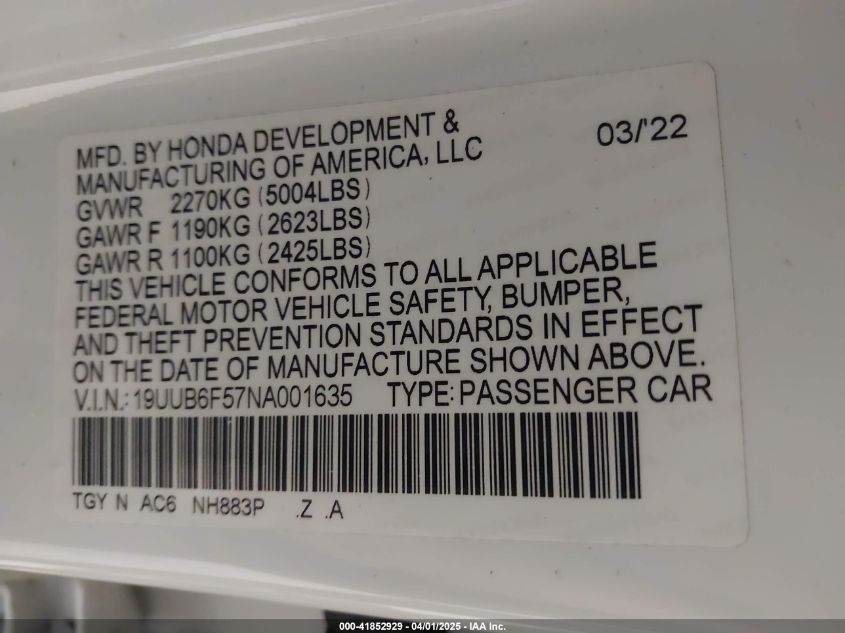 MFD. BY HONDA DEVELOPMENT &
MANUFACTURING OF AMERICA, LLC
03/'22
GVWR 2270KG (5004LBS)
GAWR F 1190KG (2623LBS)
GAWR R 1100KG (2425LBS)
THIS VEHICLE CONFORMS TO ALL APPLICABLE
FEDERAL MOTOR VEHICLE SAFETY, BUMPER,
AND THEFT PREVENTION STANDARDS IN EFFECT
ON THE DATE OF MANUFACTURE SHOWN ABOVE.
V.I.N.: 19UUB6F57NA001635 TYPE: PASSENGER CAR
TGY N AC6 NH883P .Z .A
000-41852929 - 04/01/2025 - IAA Inc.